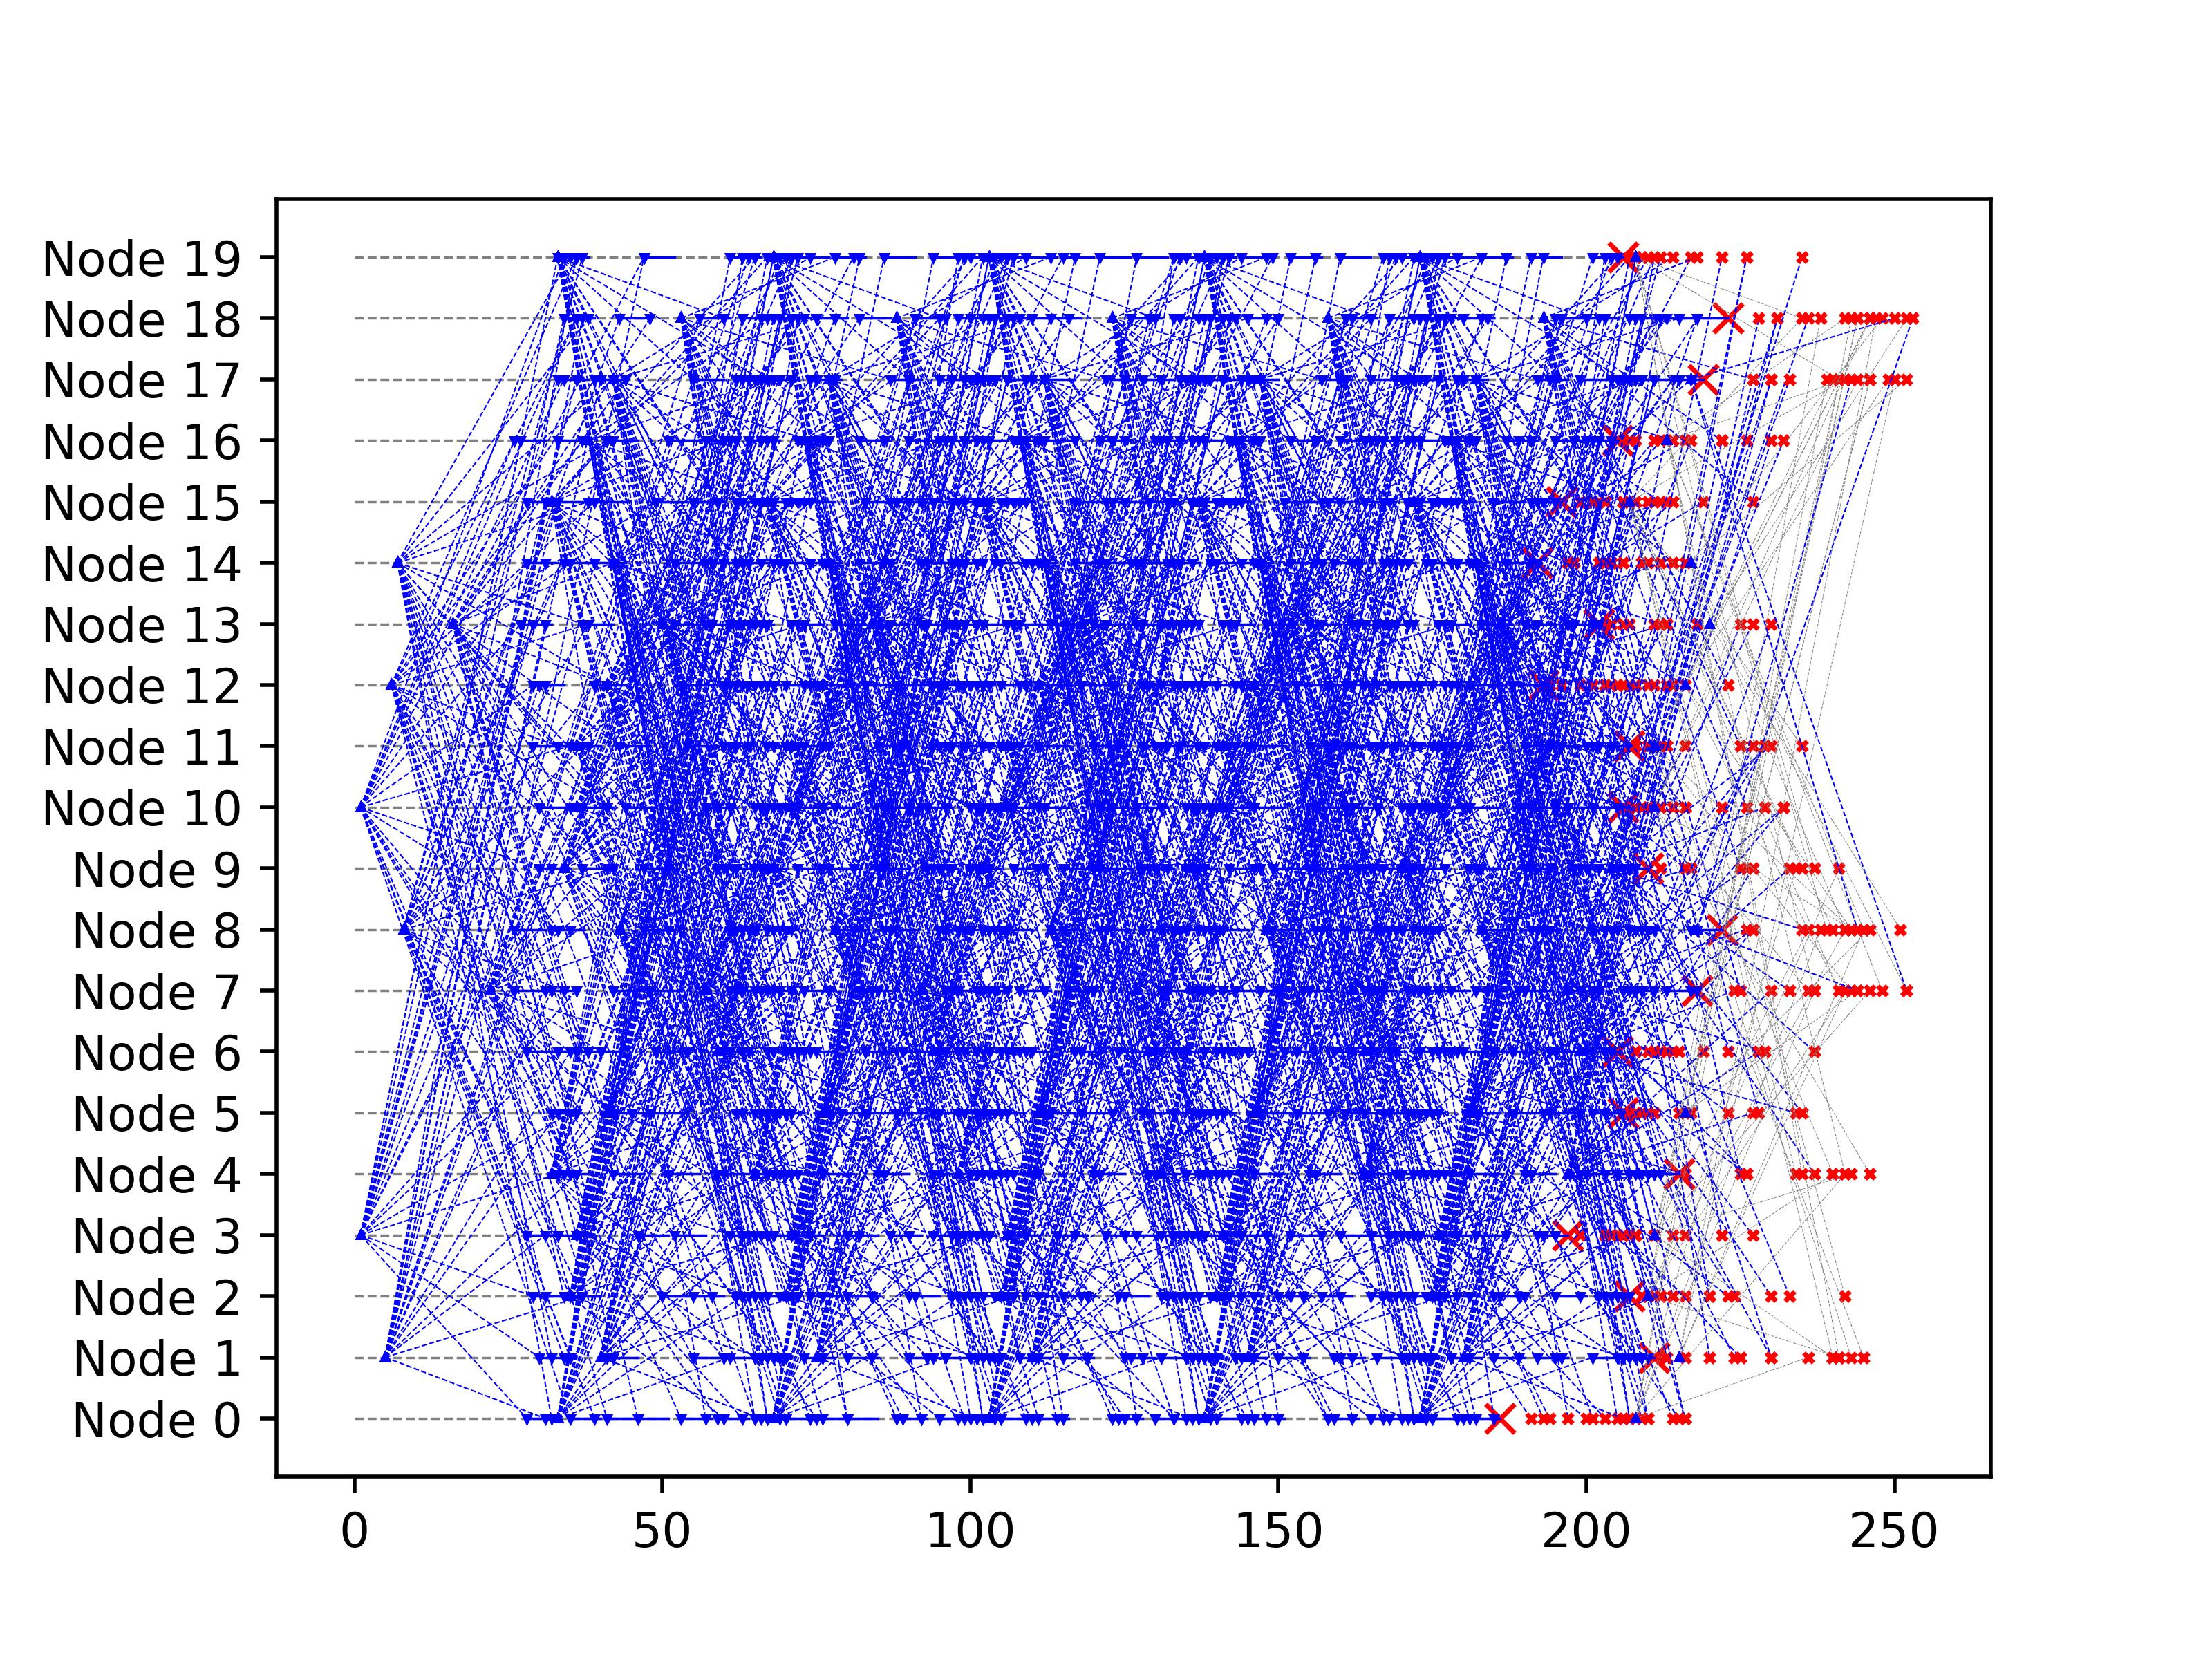 Node 19
Node 18
Node 17
Node 16
Node 15
Node 14
Node 13
Node 12
Node 11
Node 10
Node 9
Node 8
Node 7
Node 6
Node 5
Node 4
Node 3
Node 2
Node 1
Node 0
0 50 100 150 200 250